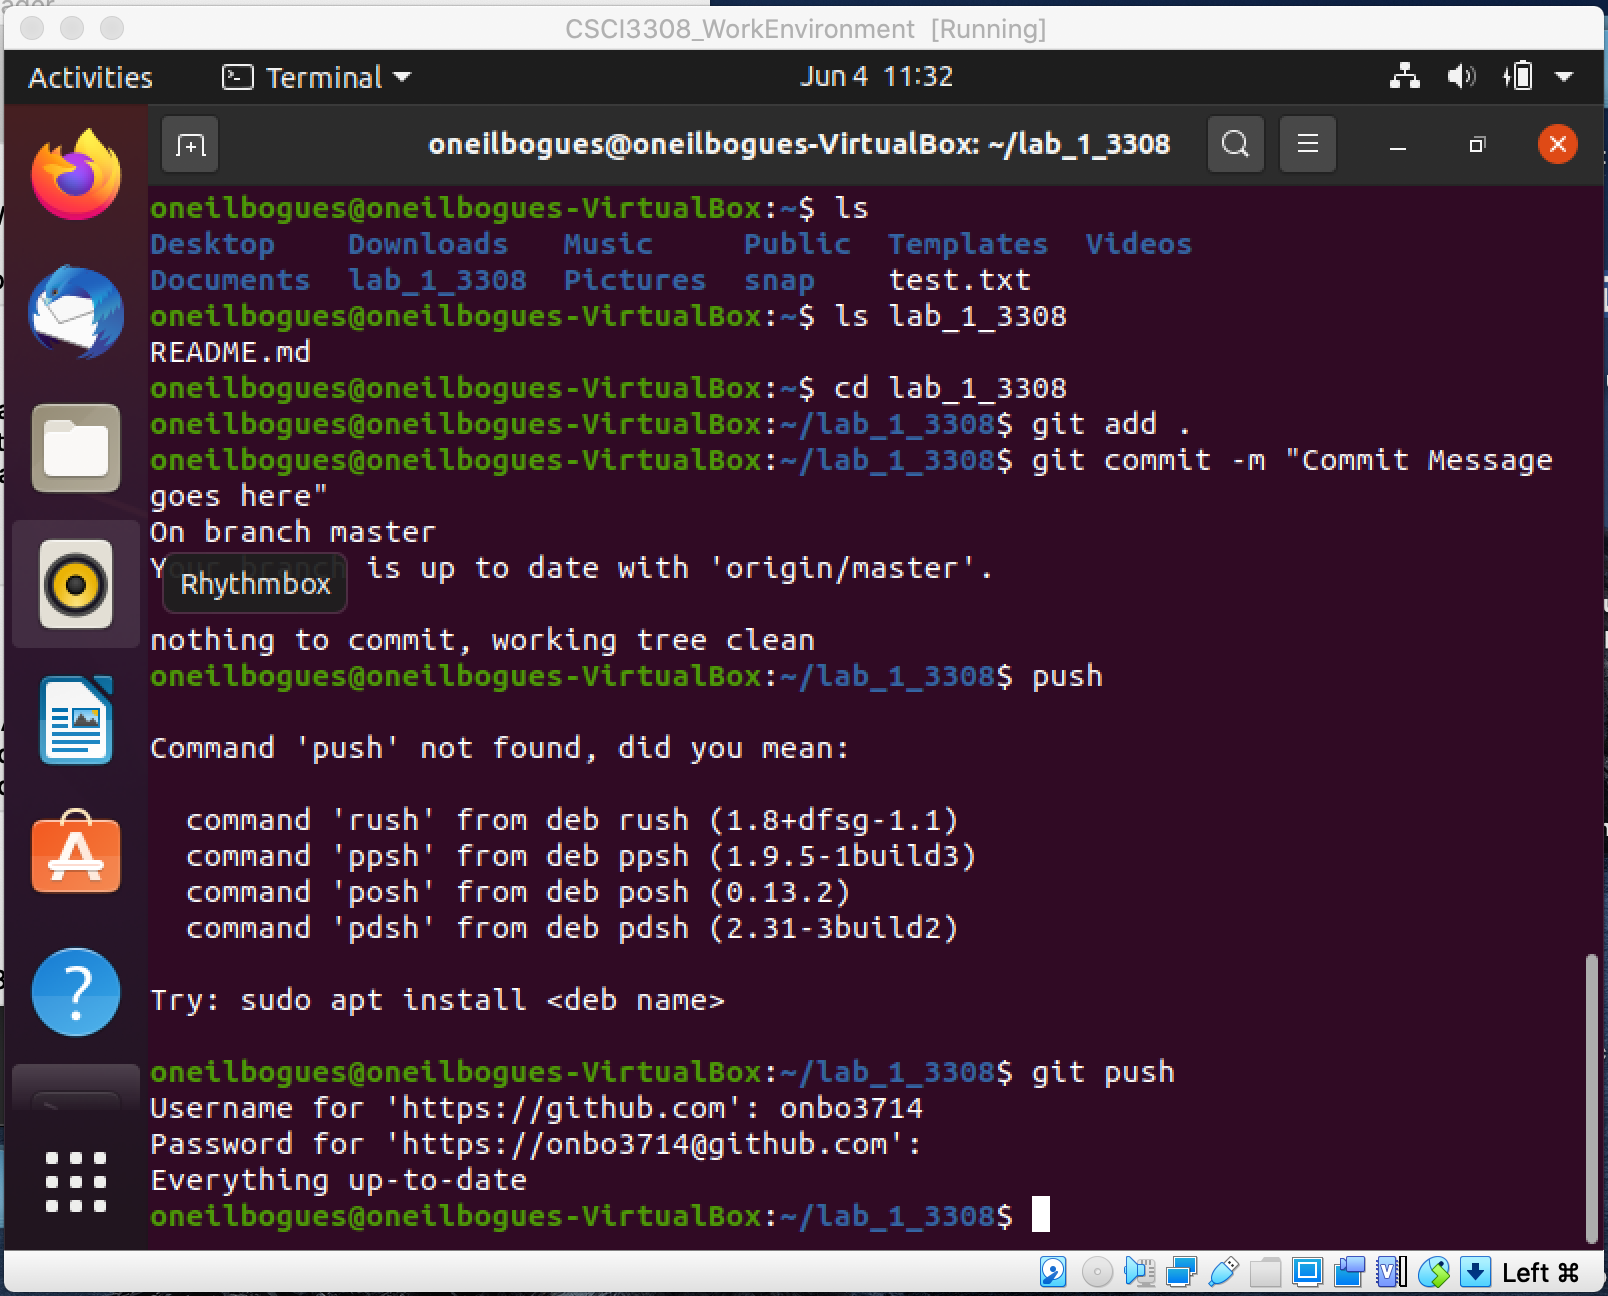 CSCI3308_WorkEnvironment [Running]
Activities Terminal Jun 4 11:32
oneilbogues@oneilbogues-VirtualBox: ~/lab_1_3308
oneilbogues@oneilbogues-VirtualBox:~$ ls
Desktop Downloads Music Public Templates Videos
Documents lab_1_3308 Pictures snap test.txt
oneilbogues@oneilbogues-VirtualBox:~$ ls lab_1_3308
README.md
oneilbogues@oneilbogues-VirtualBox:~$ cd lab_1_3308
oneilbogues@oneilbogues-VirtualBox:~/lab_1_3308$ git add .
oneilbogues@oneilbogues-VirtualBox:~/lab_1_3308$ git commit -m "Commit Message
goes here"
On branch master
Your branch is up to date with 'origin/master'.
Rhythmbox
nothing to commit, working tree clean
oneilbogues@oneilbogues-VirtualBox:~/lab_1_3308$ push
Command 'push' not found, did you mean:
command 'rush' from deb rush (1.8+dfsg-1.1)
command 'ppsh' from deb ppsh (1.9.5-1build3)
command 'posh' from deb posh (0.13.2)
command 'pdsh' from deb pdsh (2.31-3build2)
Try: sudo apt install <deb name>
oneilbogues@oneilbogues-VirtualBox:~/lab_1_3308$ git push
Username for 'https://github.com': onbo3714
Password for 'https://onbo3714@github.com':
Everything up-to-date
oneilbogues@oneilbogues-VirtualBox:~/lab_1_3308$
Left ⌘